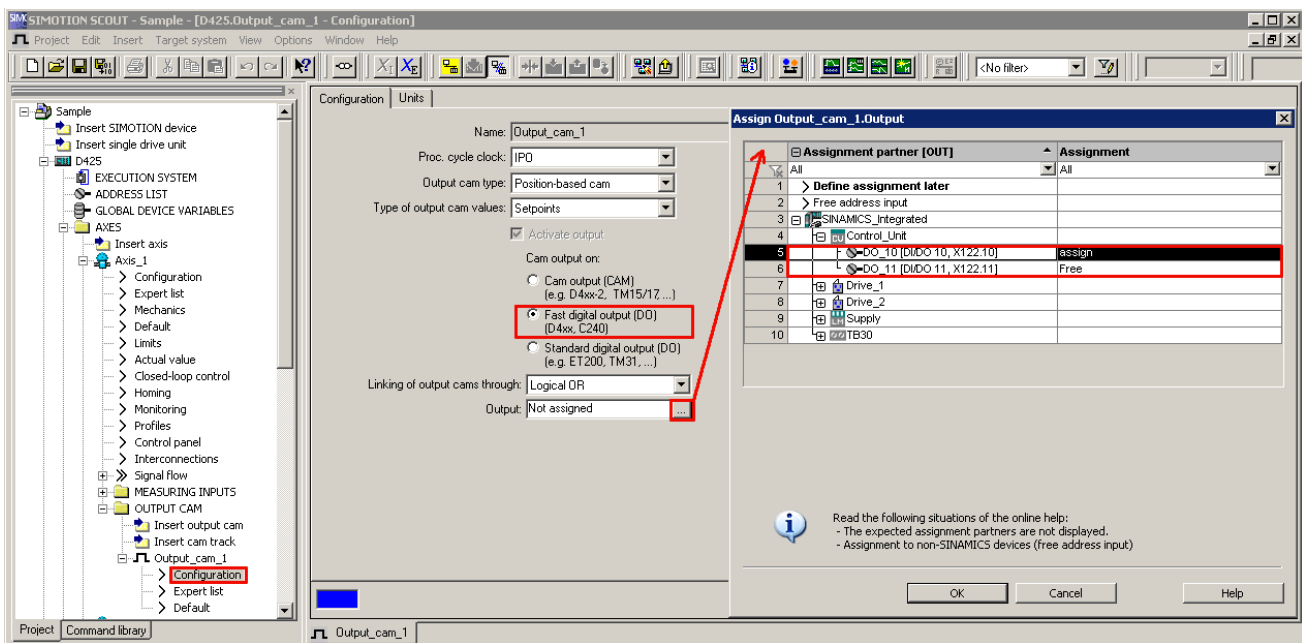 SIMOTION SCOUT - Sample - [D425.Output_cam_1 - Configuration]
Project Edit Insert Target system View Options Window Help
<No filter>
Sample
Insert SIMOTION device
Insert single drive unit
D425
EXECUTION SYSTEM
ADDRESS LIST
GLOBAL DEVICE VARIABLES
AXES
Insert axis
Axis_1
Configuration
Expert list
Mechanics
Default
Limits
Actual value
Closed-loop control
Homing
Monitoring
Profiles
Control panel
Interconnections
Signal flow
MEASURING INPUTS
OUTPUT CAM
Insert output cam
Insert cam track
Output_cam_1
Configuration
Expert list
Default
Project Command library
Configuration Units
Name: Output_cam_1
Proc. cycle clock: IPO
Output cam type: Position-based cam
Type of output cam values: Setpoints
Activate output
Cam output on:
Cam output (CAM)
(e.g. D4xx-2, TM15/17, ...)
Fast digital output (DO)
(D4xx, C240)
Standard digital output (DO)
(e.g. ET200, TM31, ...)
Linking of output cams through: Logical OR
Output: Not assigned ...
Output_cam_1
Assign Output_cam_1.Output
Assignment partner [OUT] Assignment
All All
1 Define assignment later
2 Free address input
3 SINAMICS_Integrated
4 Control_Unit
5 DO_10 [DI/DO 10, X122.10] assign
6 DO_11 [DI/DO 11, X122.11] Free
7 Drive_1
8 Drive_2
9 Supply
10 TB30
Read the following situations of the online help:
- The expected assignment partners are not displayed.
- Assignment to non-SINAMICS devices (free address input)
OK Cancel Help